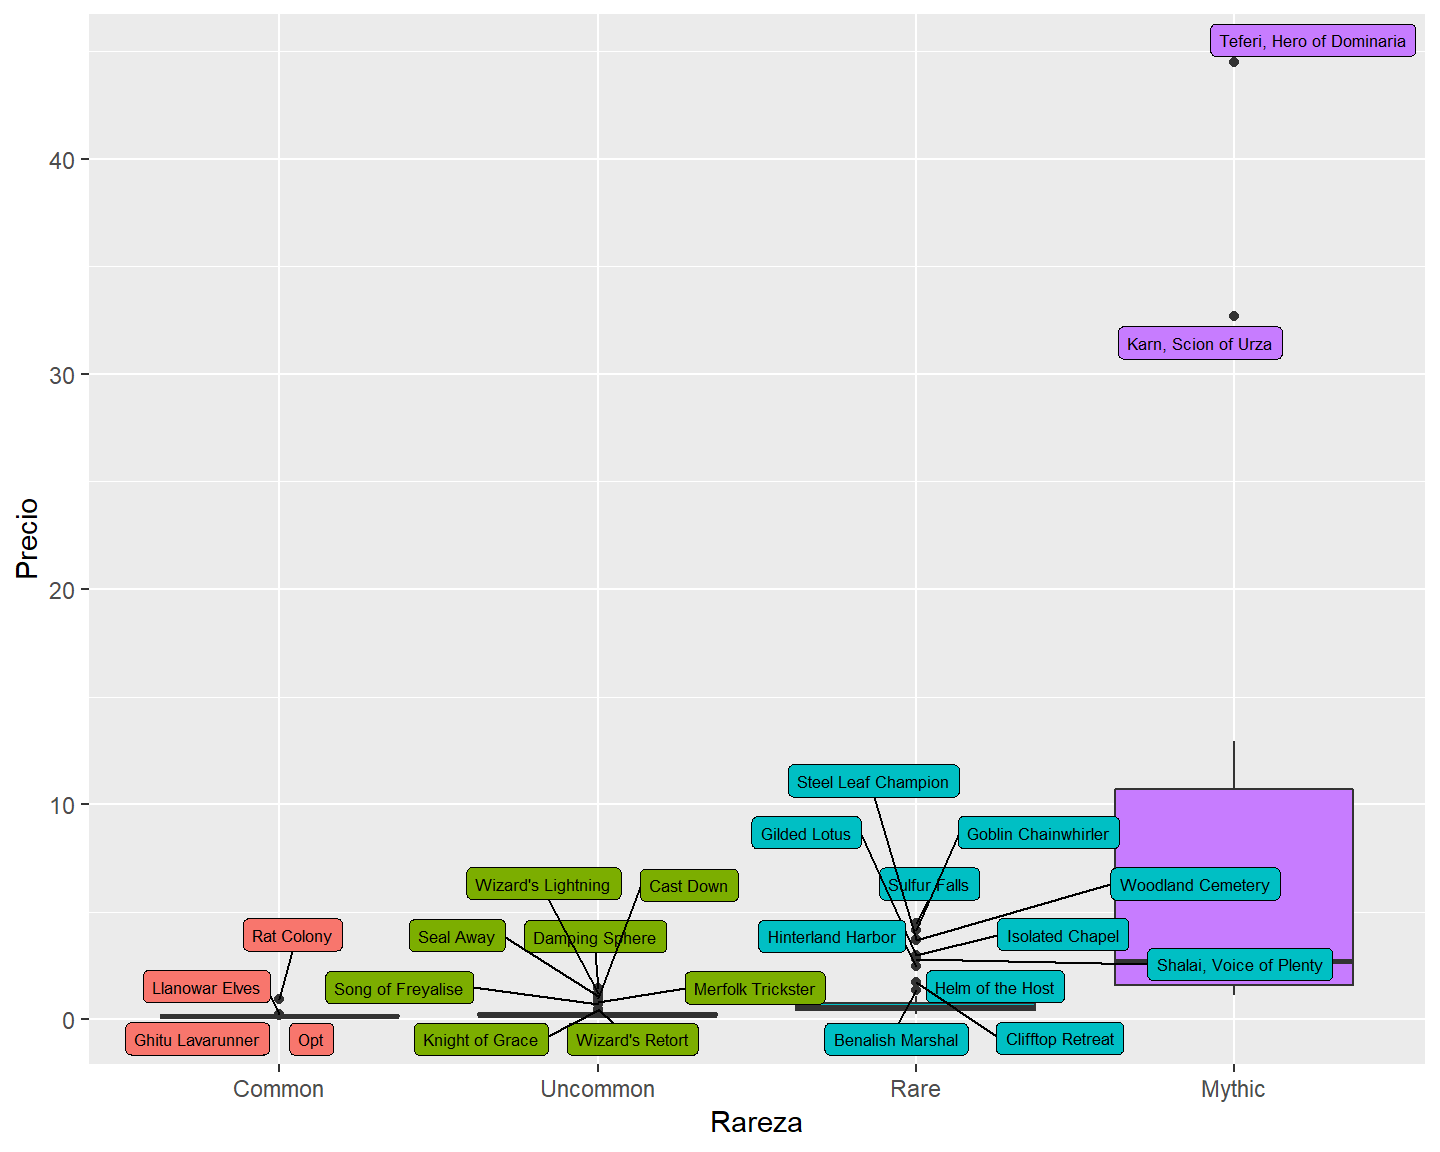 Teferi, Hero of Dominaria
40
Karn, Scion of Urza
30
Precio
20
10
Steel Leaf Champion
Gilded Lotus
Goblin Chainwhirler
Wizard's Lightning
Cast Down
Sulfur Falls
Woodland Cemetery
Rat Colony
Seal Away
Damping Sphere
Hinterland Harbor
Isolated Chapel
Shalai, Voice of Plenty
Llanowar Elves
Song of Freyalise
Merfolk Trickster
Helm of the Host
0
Ghitu Lavarunner
Opt
Knight of Grace
Wizard's Retort
Benalish Marshal
Clifftop Retreat
Common
Uncommon
Rare
Mythic
Rareza